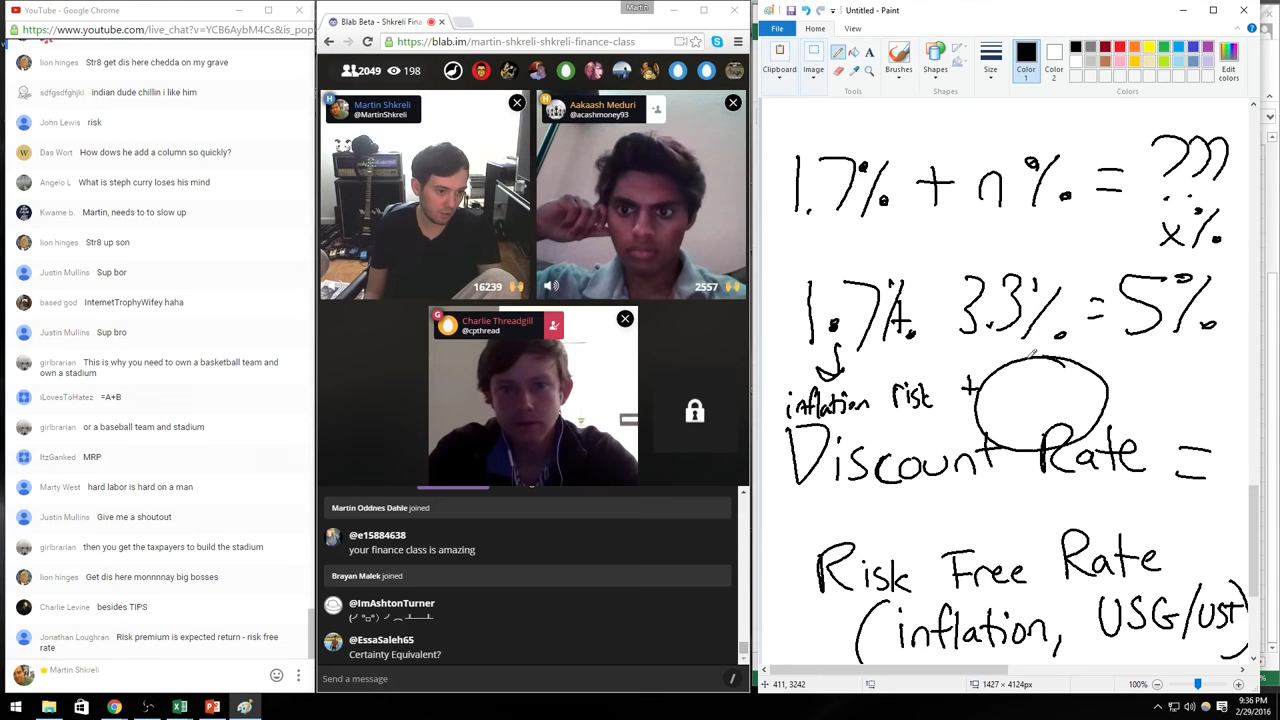 YouTube - Google Chrome
https://www.youtube.com/live_chat?v=YCB6AybM4Cs&is_pop
lion hinges Str8 get dis here chedda on my grave
sdfgsdfghjkl indian dude chillin i like him
John Lewis risk
Das Wort How dows he add a column so quickly?
Angelo L What is steph curry loses his mind
Kwame b. Martin, needs to to slow up
lion hinges Str8 up son
Justin Mullins Sup bor
based god InternetTrophyWifey haha
Justin Mullins Sup bro
girlbrarian This is why you need to own a basketball team and
own a stadium
iLovesToHatez =A+B
girlbrarian or a baseball team and stadium
ItzGanked MRP
Marty West hard labor is hard on a man
Justin Mullins Give me a shoutout
girlbrarian then you get the taxpayers to build the stadium
lion hinges Get dis here monnnnay big bosses
Charlie Levine besides TIPS
Jonathan Loughran Risk premium is expected return - risk free
rate
Martin Shkreli
Martin
Blab Beta - Shkreli Fina
https://blab.im/martin-shkreli-shkreli-finance-class
2049 198
H Martin Shkreli
@MartinShkreli
16239
H Aakaash Meduri
@acashmoney93
2557
G Charlie Threadgill
@cpthread
Martin Oddnes Dahle joined
@e15884638
your finance class is amazing
Brayan Malek joined
@ImAshtonTurner
@EssaSaleh65
Certainty Equivalent?
Send a message
Untitled - Paint
File Home View
Clipboard Image Tools Brushes Shapes Size Color 1 Color 2 Edit colors
Colors
1.7% + n% = ???
x%
1.7% 3.3% = 5%
inflation risk +
Discount Rate =
Risk Free Rate
(inflation, USG/UST)
411, 3242 1427 × 4124px 100%
9:36 PM
2/29/2016